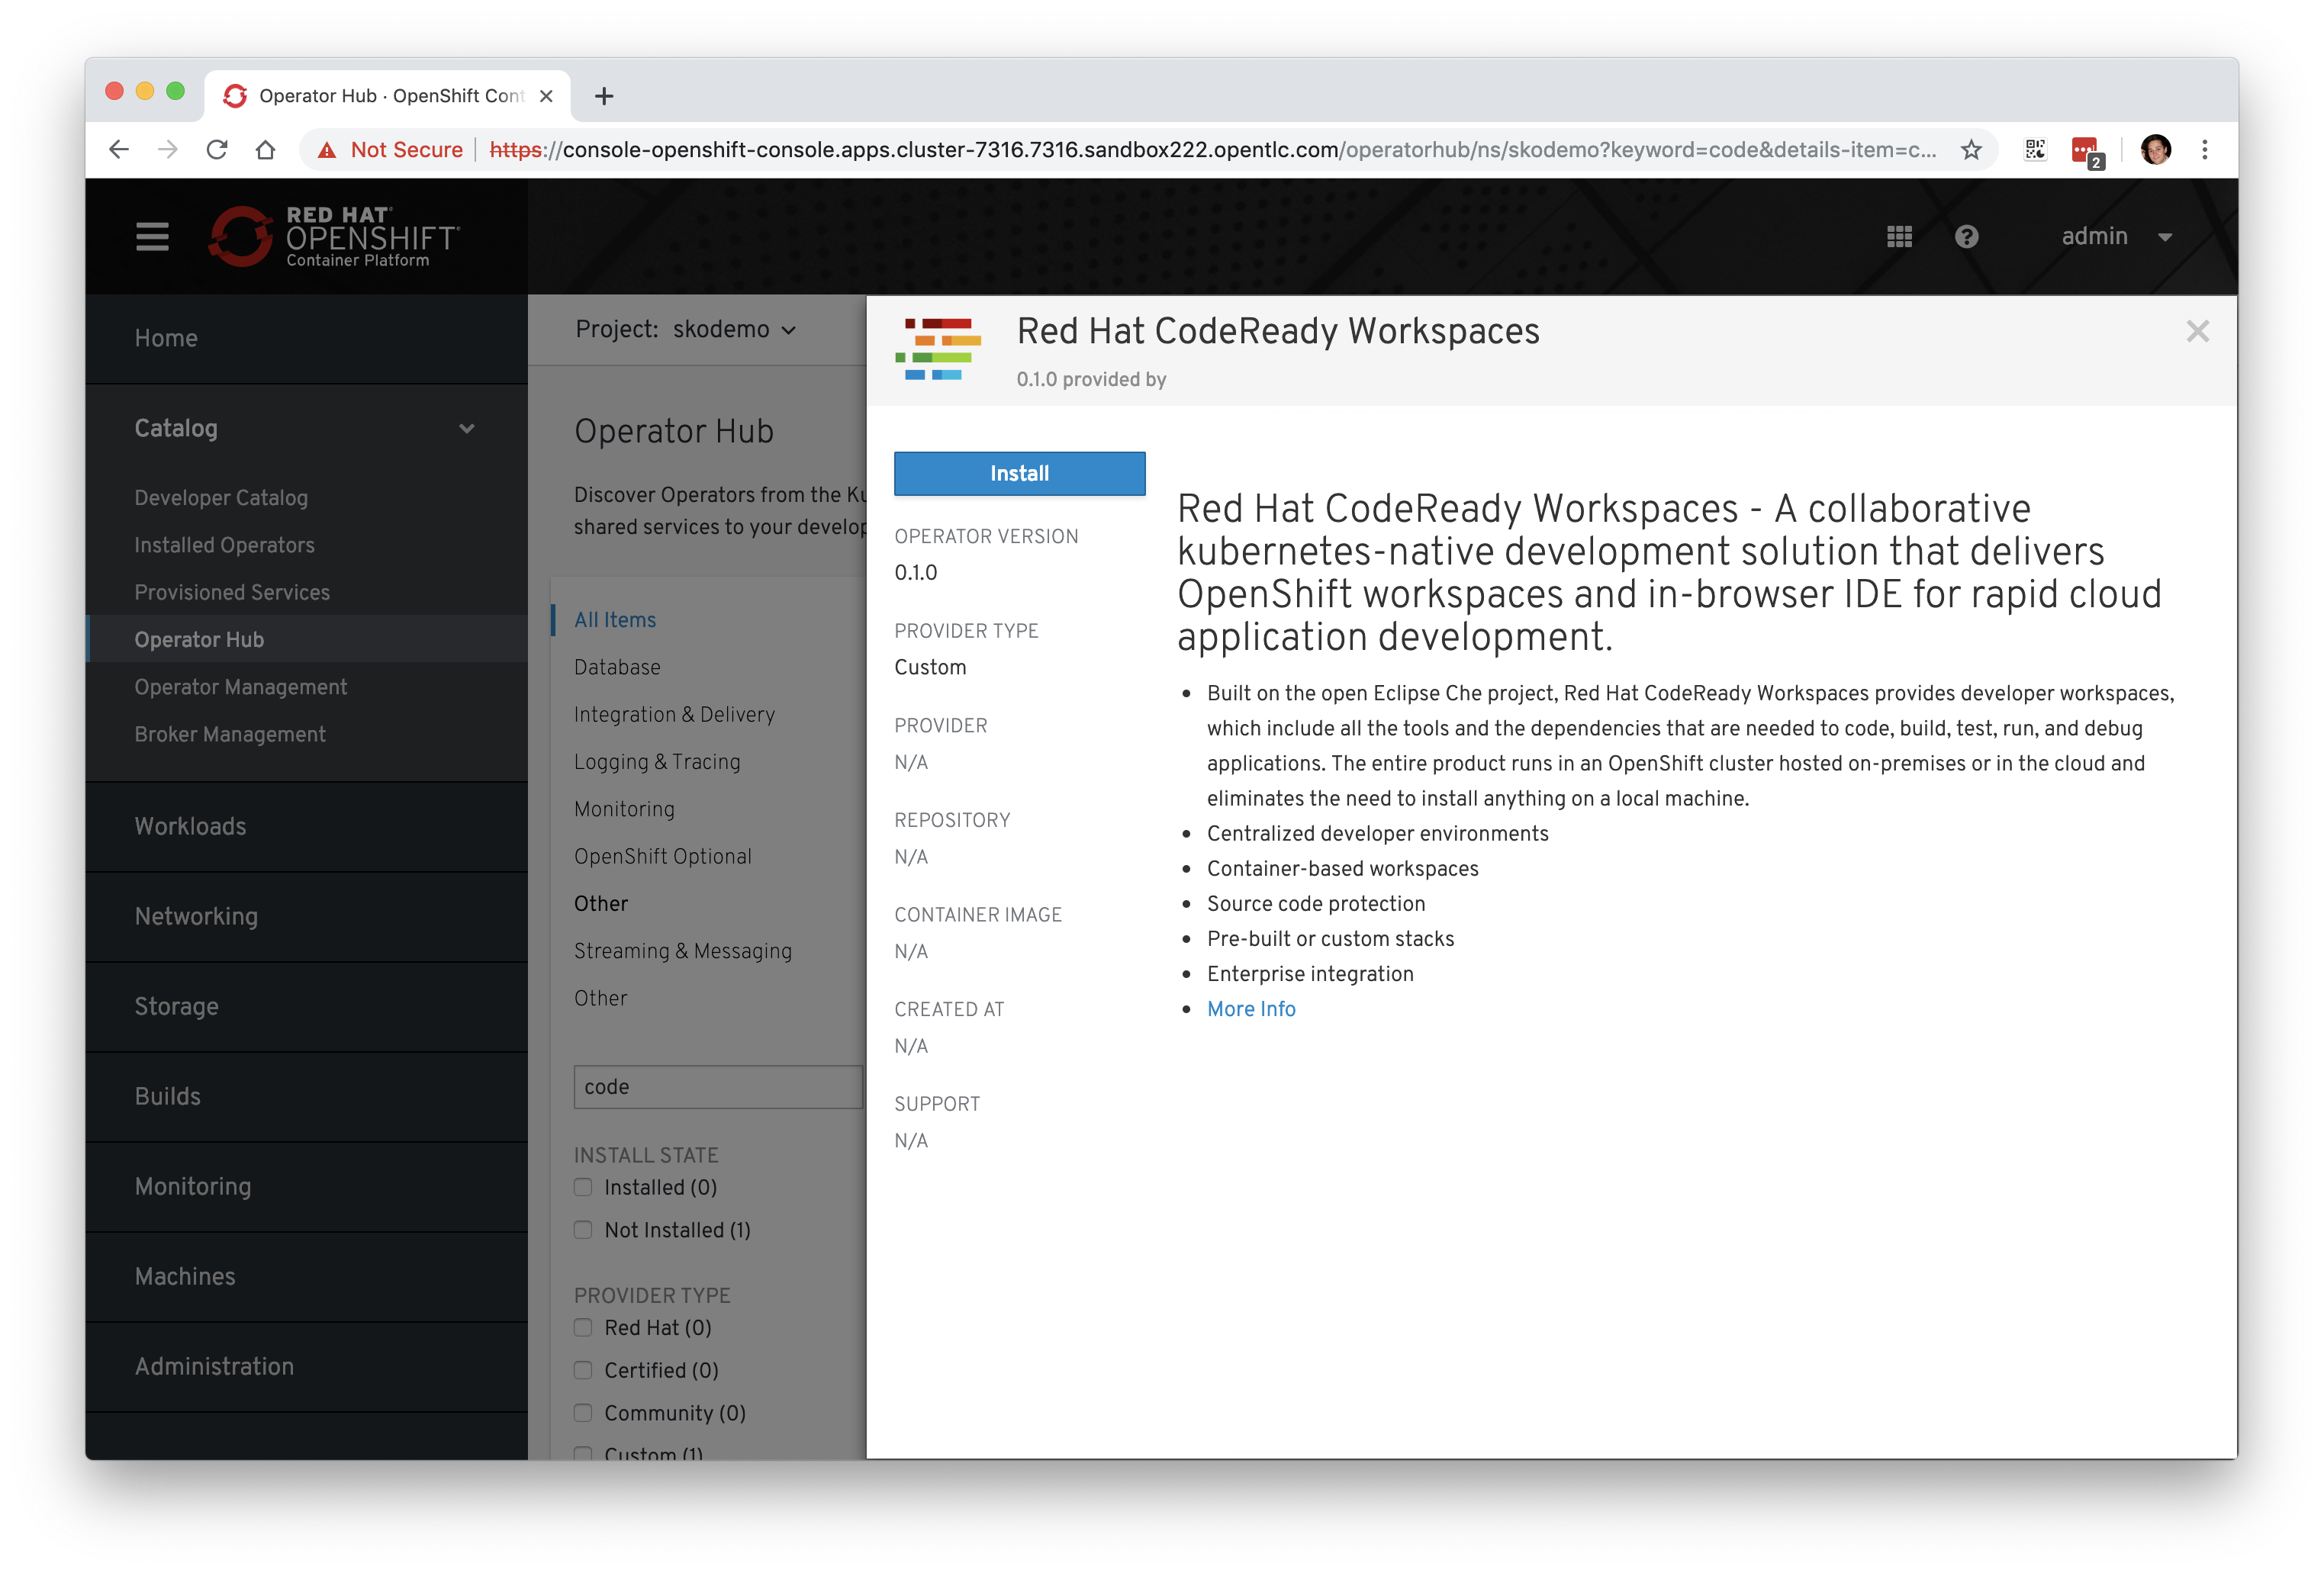 Operator Hub · OpenShift Cont
Not Secure
https://console-openshift-console.apps.cluster-7316.7316.sandbox222.opentlc.com/operatorhub/ns/skodemo?keyword=code&details-item=c...
2
RED HAT®
OPENSHIFT®
Container Platform
admin
Home
Catalog
Developer Catalog
Installed Operators
Provisioned Services
Operator Hub
Operator Management
Broker Management
Workloads
Networking
Storage
Builds
Monitoring
Machines
Administration
Project: skodemo
Operator Hub
Discover Operators from the Ku
shared services to your develop
All Items
Database
Integration & Delivery
Logging & Tracing
Monitoring
OpenShift Optional
Other
Streaming & Messaging
Other
code
INSTALL STATE
Installed (0)
Not Installed (1)
PROVIDER TYPE
Red Hat (0)
Certified (0)
Community (0)
Custom (1)
Red Hat CodeReady Workspaces
0.1.0 provided by
Install
OPERATOR VERSION
0.1.0
PROVIDER TYPE
Custom
PROVIDER
N/A
REPOSITORY
N/A
CONTAINER IMAGE
N/A
CREATED AT
N/A
SUPPORT
N/A
Red Hat CodeReady Workspaces - A collaborative
kubernetes-native development solution that delivers
OpenShift workspaces and in-browser IDE for rapid cloud
application development.
Built on the open Eclipse Che project, Red Hat CodeReady Workspaces provides developer workspaces,
which include all the tools and the dependencies that are needed to code, build, test, run, and debug
applications. The entire product runs in an OpenShift cluster hosted on-premises or in the cloud and
eliminates the need to install anything on a local machine.
Centralized developer environments
Container-based workspaces
Source code protection
Pre-built or custom stacks
Enterprise integration
More Info